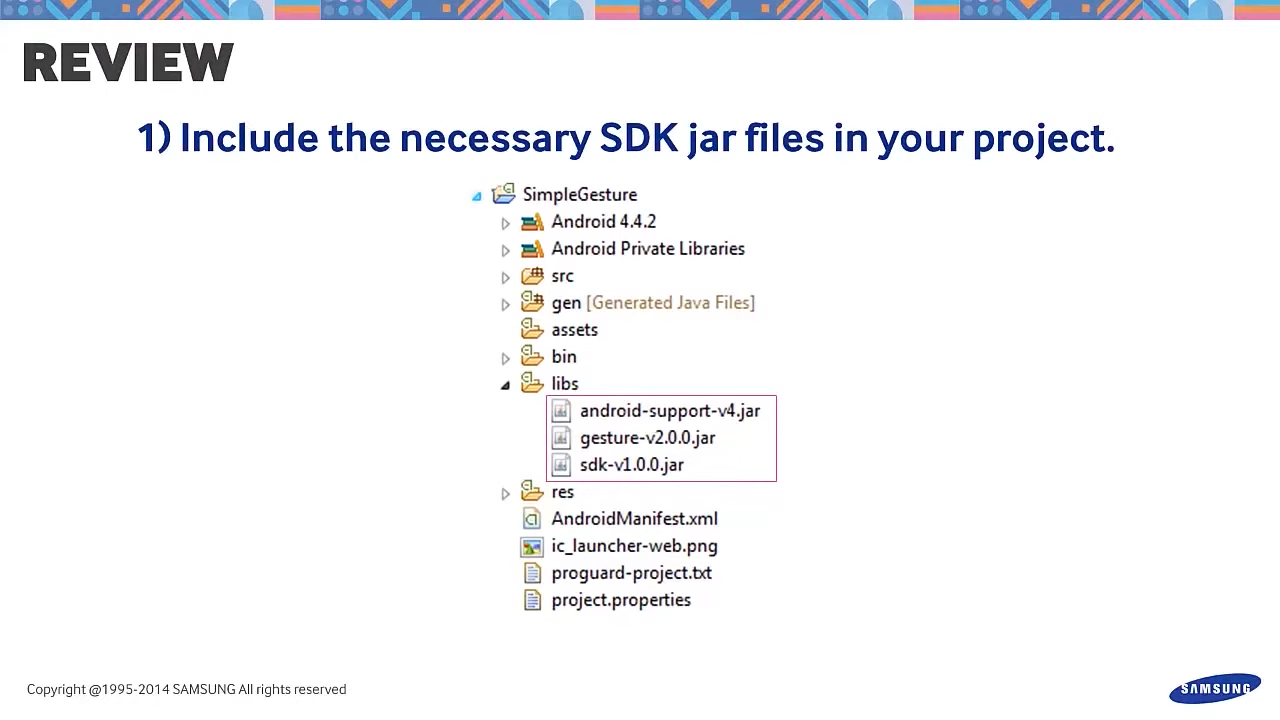 REVIEW
1) Include the necessary SDK jar files in your project.
SimpleGesture
Android 4.4.2
Android Private Libraries
src
gen [Generated Java Files]
assets
bin
libs
android-support-v4.jar
gesture-v2.0.0.jar
sdk-v1.0.0.jar
res
AndroidManifest.xml
ic_launcher-web.png
proguard-project.txt
project.properties
Copyright @1995-2014 SAMSUNG All rights reserved
SAMSUNG